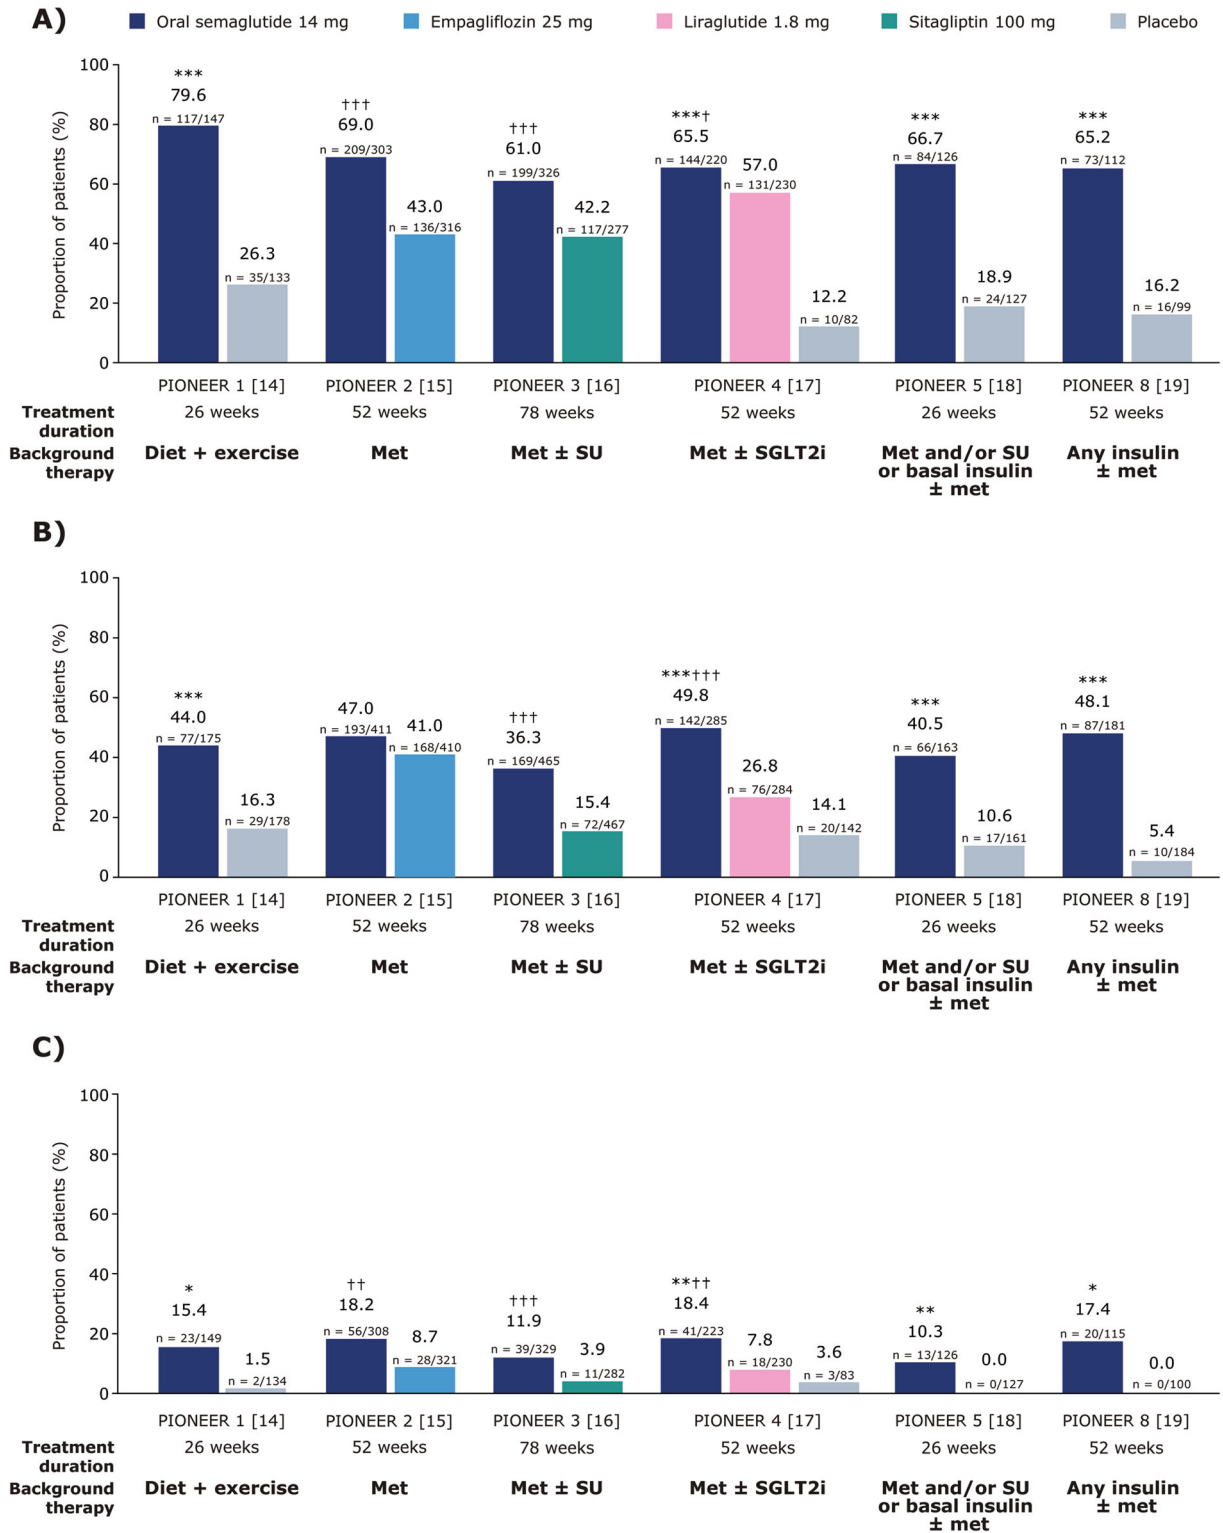 A)
Oral semaglutide 14 mg Empagliflozin 25 mg Liraglutide 1.8 mg Sitagliptin 100 mg Placebo
Proportion of patients (%)
100
80
60
40
20
0
***
79.6
n = 117/147
26.3
n = 35/133
†††
69.0
n = 209/303
43.0
n = 136/316
†††
61.0
n = 199/326
42.2
n = 117/277
***†
65.5
n = 144/220
57.0
n = 131/230
12.2
n = 10/82
***
66.7
n = 84/126
18.9
n = 24/127
***
65.2
n = 73/112
16.2
n = 16/99
PIONEER 1 [14] PIONEER 2 [15] PIONEER 3 [16] PIONEER 4 [17] PIONEER 5 [18] PIONEER 8 [19]
Treatment duration 26 weeks 52 weeks 78 weeks 52 weeks 26 weeks 52 weeks
Background therapy Diet + exercise Met Met ± SU Met ± SGLT2i Met and/or SU or basal insulin ± met Any insulin ± met
B)
Proportion of patients (%)
100
80
60
40
20
0
***
44.0
n = 77/175
16.3
n = 29/178
47.0
n = 193/411
41.0
n = 168/410
†††
36.3
n = 169/465
15.4
n = 72/467
***†††
49.8
n = 142/285
26.8
n = 76/284
14.1
n = 20/142
***
40.5
n = 66/163
10.6
n = 17/161
***
48.1
n = 87/181
5.4
n = 10/184
PIONEER 1 [14] PIONEER 2 [15] PIONEER 3 [16] PIONEER 4 [17] PIONEER 5 [18] PIONEER 8 [19]
Treatment duration 26 weeks 52 weeks 78 weeks 52 weeks 26 weeks 52 weeks
Background therapy Diet + exercise Met Met ± SU Met ± SGLT2i Met and/or SU or basal insulin ± met Any insulin ± met
C)
Proportion of patients (%)
100
80
60
40
20
0
*
15.4
n = 23/149
1.5
n = 2/134
††
18.2
n = 56/308
8.7
n = 28/321
†††
11.9
n = 39/329
3.9
n = 11/282
**††
18.4
n = 41/223
7.8
n = 18/230
3.6
n = 3/83
**
10.3
n = 13/126
0.0
n = 0/127
*
17.4
n = 20/115
0.0
n = 0/100
PIONEER 1 [14] PIONEER 2 [15] PIONEER 3 [16] PIONEER 4 [17] PIONEER 5 [18] PIONEER 8 [19]
Treatment duration 26 weeks 52 weeks 78 weeks 52 weeks 26 weeks 52 weeks
Background therapy Diet + exercise Met Met ± SU Met ± SGLT2i Met and/or SU or basal insulin ± met Any insulin ± met